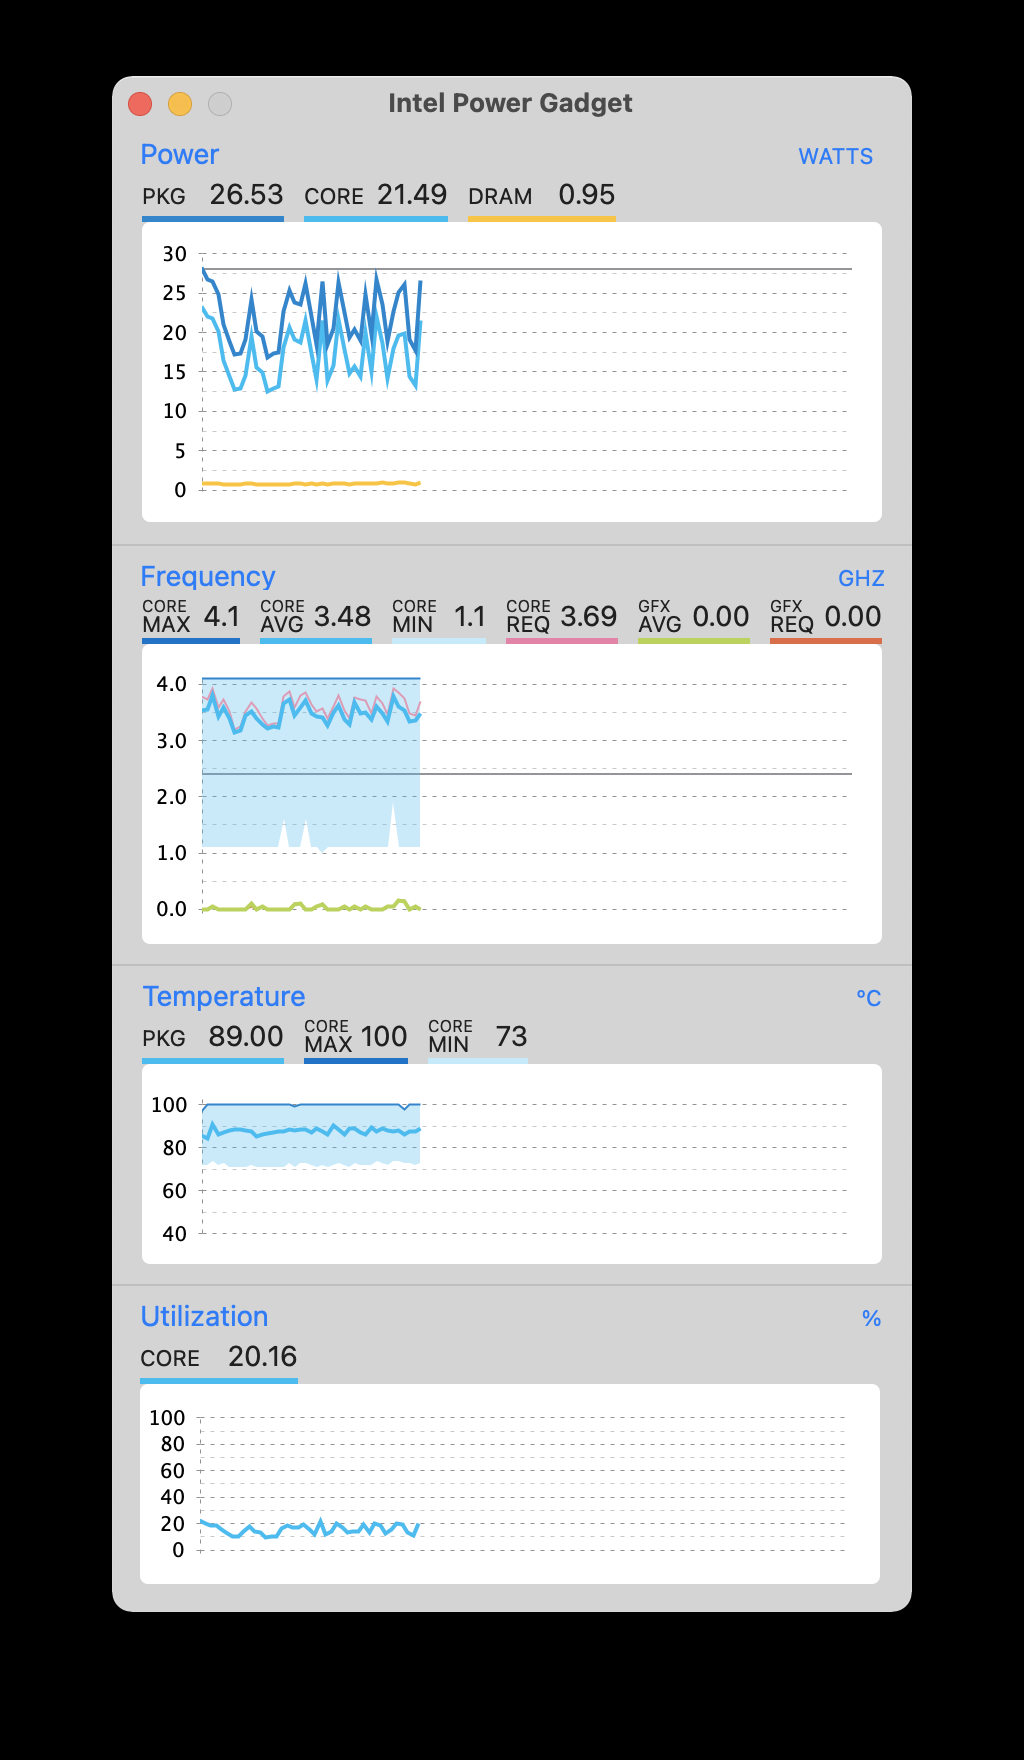 Intel Power Gadget
Power WATTS
PKG 26.53 CORE 21.49 DRAM 0.95
30
25
20
15
10
5
0
Frequency GHZ
CORE MAX 4.1 CORE AVG 3.48 CORE MIN 1.1 CORE REQ 3.69 GFX AVG 0.00 GFX REQ 0.00
4.0
3.0
2.0
1.0
0.0
Temperature °C
PKG 89.00 CORE MAX 100 CORE MIN 73
100
80
60
40
Utilization %
CORE 20.16
100
80
60
40
20
0